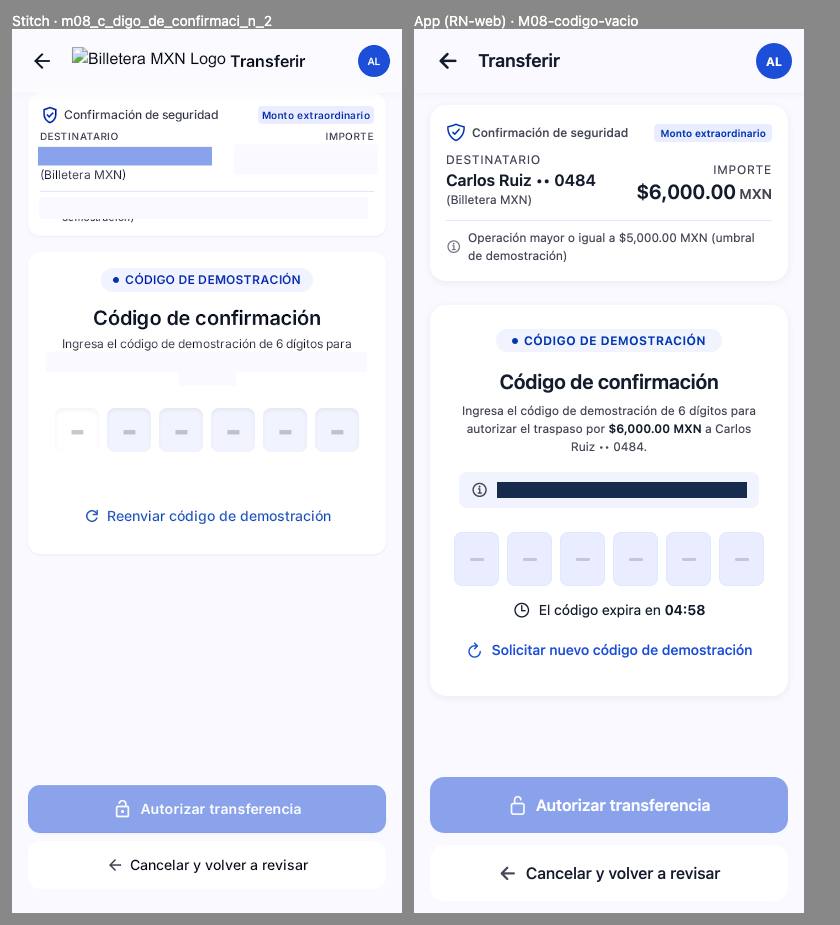 Stitch · m08_c_digo_de_confirmaci_n_2
Billetera MXN Logo Transferir
AL
Confirmación de seguridad
Monto extraordinario
DESTINATARIO
IMPORTE
(Billetera MXN)
demostración)
CÓDIGO DE DEMOSTRACIÓN
Código de confirmación
Ingresa el código de demostración de 6 dígitos para
Reenviar código de demostración
Autorizar transferencia
Cancelar y volver a revisar
App (RN-web) · M08-codigo-vacio
Transferir
AL
Confirmación de seguridad
Monto extraordinario
DESTINATARIO
Carlos Ruiz •• 0484
(Billetera MXN)
IMPORTE
$6,000.00 MXN
Operación mayor o igual a $5,000.00 MXN (umbral
de demostración)
CÓDIGO DE DEMOSTRACIÓN
Código de confirmación
Ingresa el código de demostración de 6 dígitos para
autorizar el traspaso por $6,000.00 MXN a Carlos
Ruiz •• 0484.
El código expira en 04:58
Solicitar nuevo código de demostración
Autorizar transferencia
Cancelar y volver a revisar